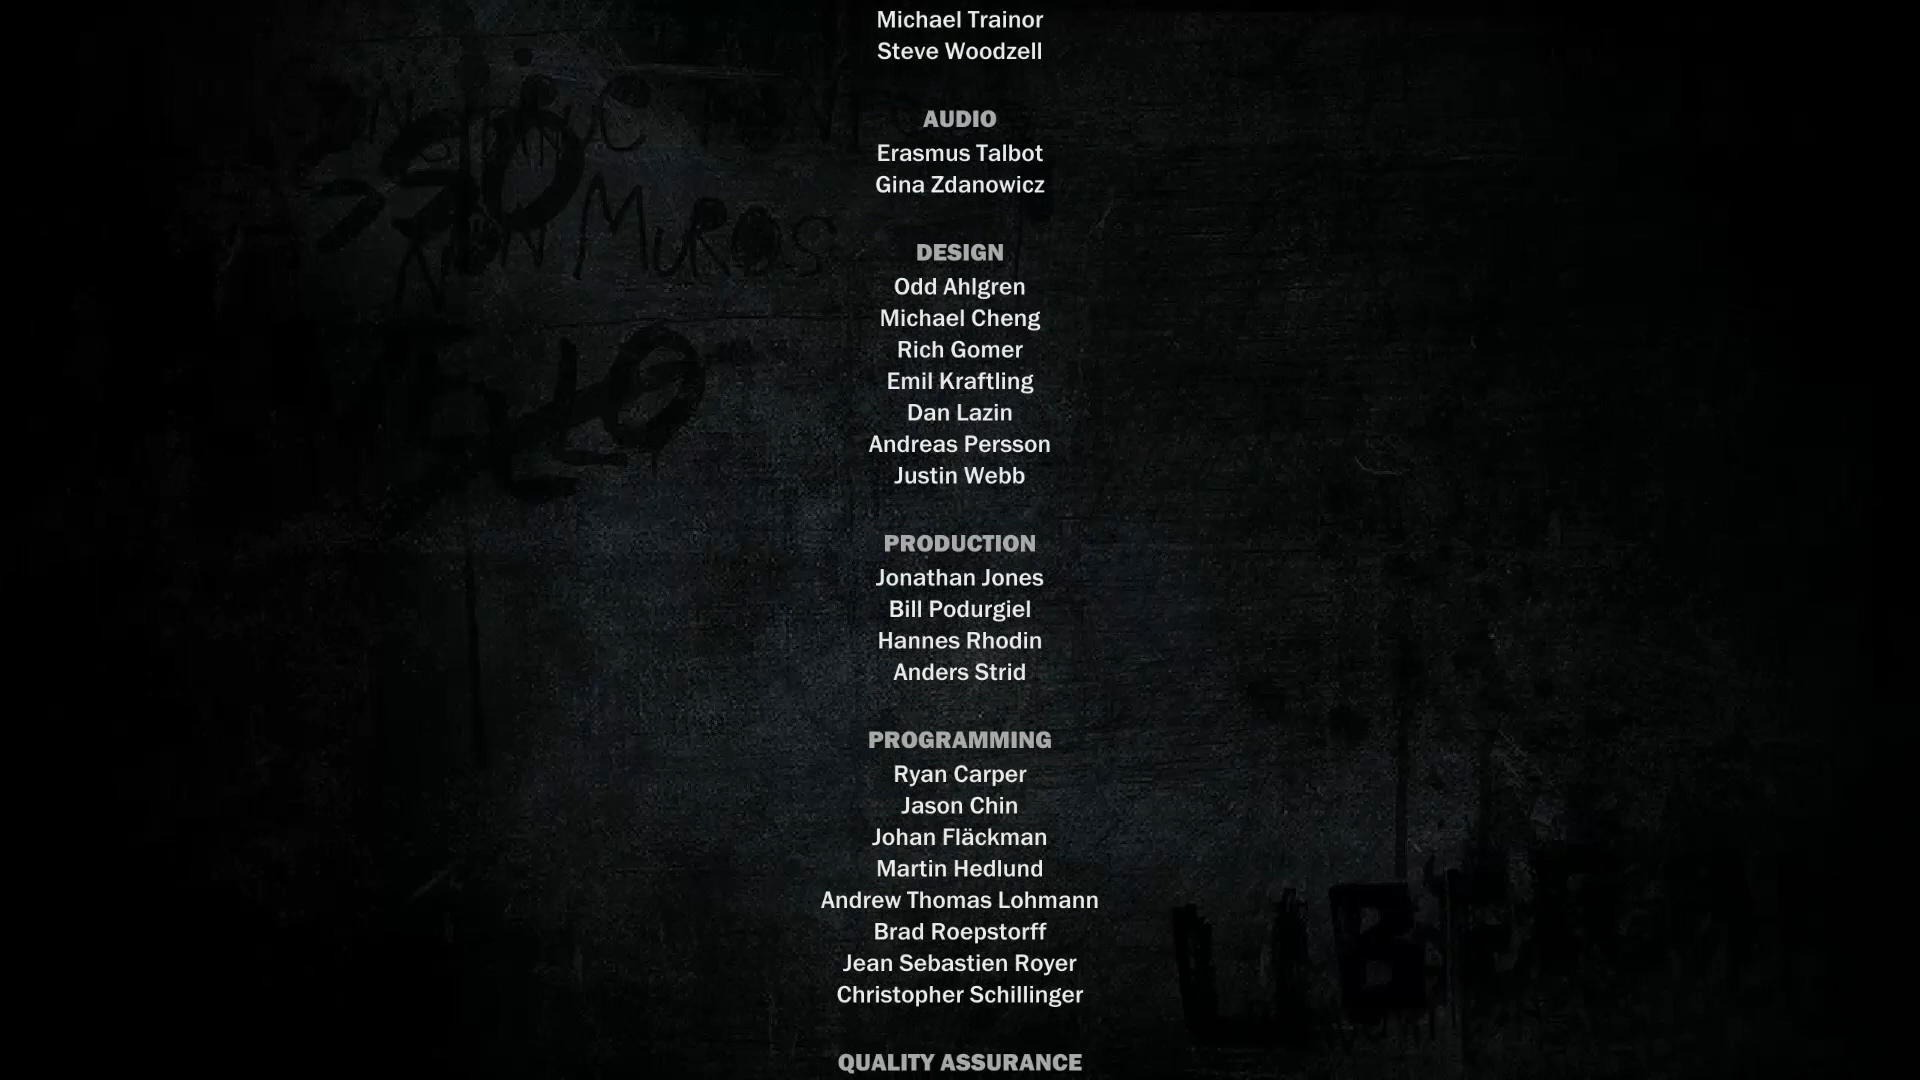 Michael Trainor
Steve Woodzell
AUDIO
Erasmus Talbot
Gina Zdanowicz
DESIGN
Odd Ahlgren
Michael Cheng
Rich Gomer
Emil Kraftling
Dan Lazin
Andreas Persson
Justin Webb
PRODUCTION
Jonathan Jones
Bill Podurgiel
Hannes Rhodin
Anders Strid
PROGRAMMING
Ryan Carper
Jason Chin
Johan Fläckman
Martin Hedlund
Andrew Thomas Lohmann
Brad Roepstorff
Jean Sebastien Royer
Christopher Schillinger
QUALITY ASSURANCE